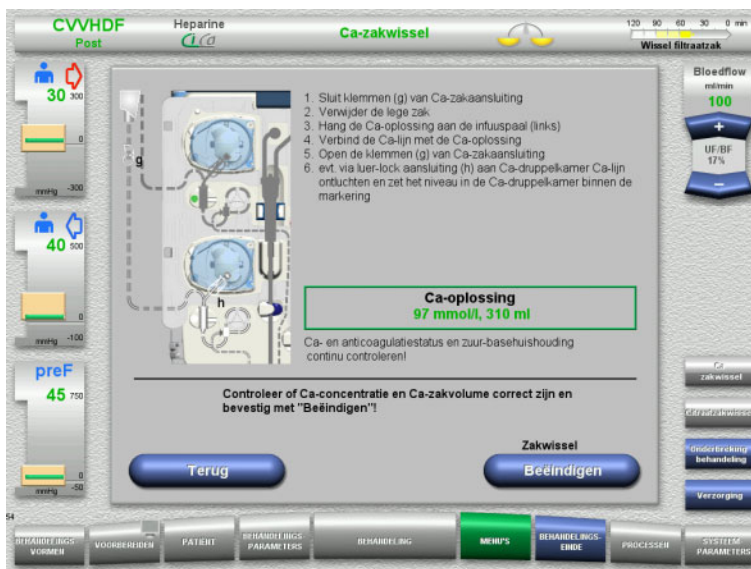 CVVHDF
Post
Heparine
CiCa
Ca-zakwissel
120 90 60 30 0 min
Wissel filtraatzak
30 300
0
mmHg -300
40 500
0
mmHg -100
preF
45 750
0
mmHg -50
g
h
1. Sluit klemmen (g) van Ca-zakaansluiting
2. Verwijder de lege zak
3. Hang de Ca-oplossing aan de infuuspaal (links)
4. Verbind de Ca-lijn met de Ca-oplossing
5. Open de klemmen (g) van Ca-zakaansluiting
6. evt. via luer-lock aansluiting (h) aan Ca-druppelkamer Ca-lijn
ontluchten en zet het niveau in de Ca-druppelkamer binnen de
markering
Ca-oplossing
97 mmol/l, 310 ml
Ca- en anticoagulatiestatus en zuur-basehuishouding
continu controleren!
Controleer of Ca-concentratie en Ca-zakvolume correct zijn en
bevestig met "Beëindigen"!
Terug
Zakwissel
Beëindigen
Bloedflow
ml/min
100
+
UF/BF
17%
−
Ca
zakwissel
Citraatzakwissel
Onderbreking
behandeling
Verzorging
54
BEHANDELINGS-
VORMEN
VOORBEREIDEN
PATIENT
BEHANDELINGS
PARAMETERS
BEHANDELING
MENU'S
BEHANDELINGS-
EINDE
PROCESSEN
SYSTEEM
PARAMETERS